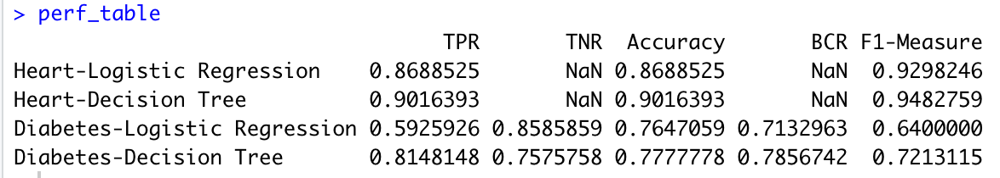 > perf_table
TPR TNR Accuracy BCR F1-Measure
Heart-Logistic Regression 0.8688525 NaN 0.8688525 NaN 0.9298246
Heart-Decision Tree 0.9016393 NaN 0.9016393 NaN 0.9482759
Diabetes-Logistic Regression 0.5925926 0.8585859 0.7647059 0.7132963 0.6400000
Diabetes-Decision Tree 0.8148148 0.7575758 0.7777778 0.7856742 0.7213115